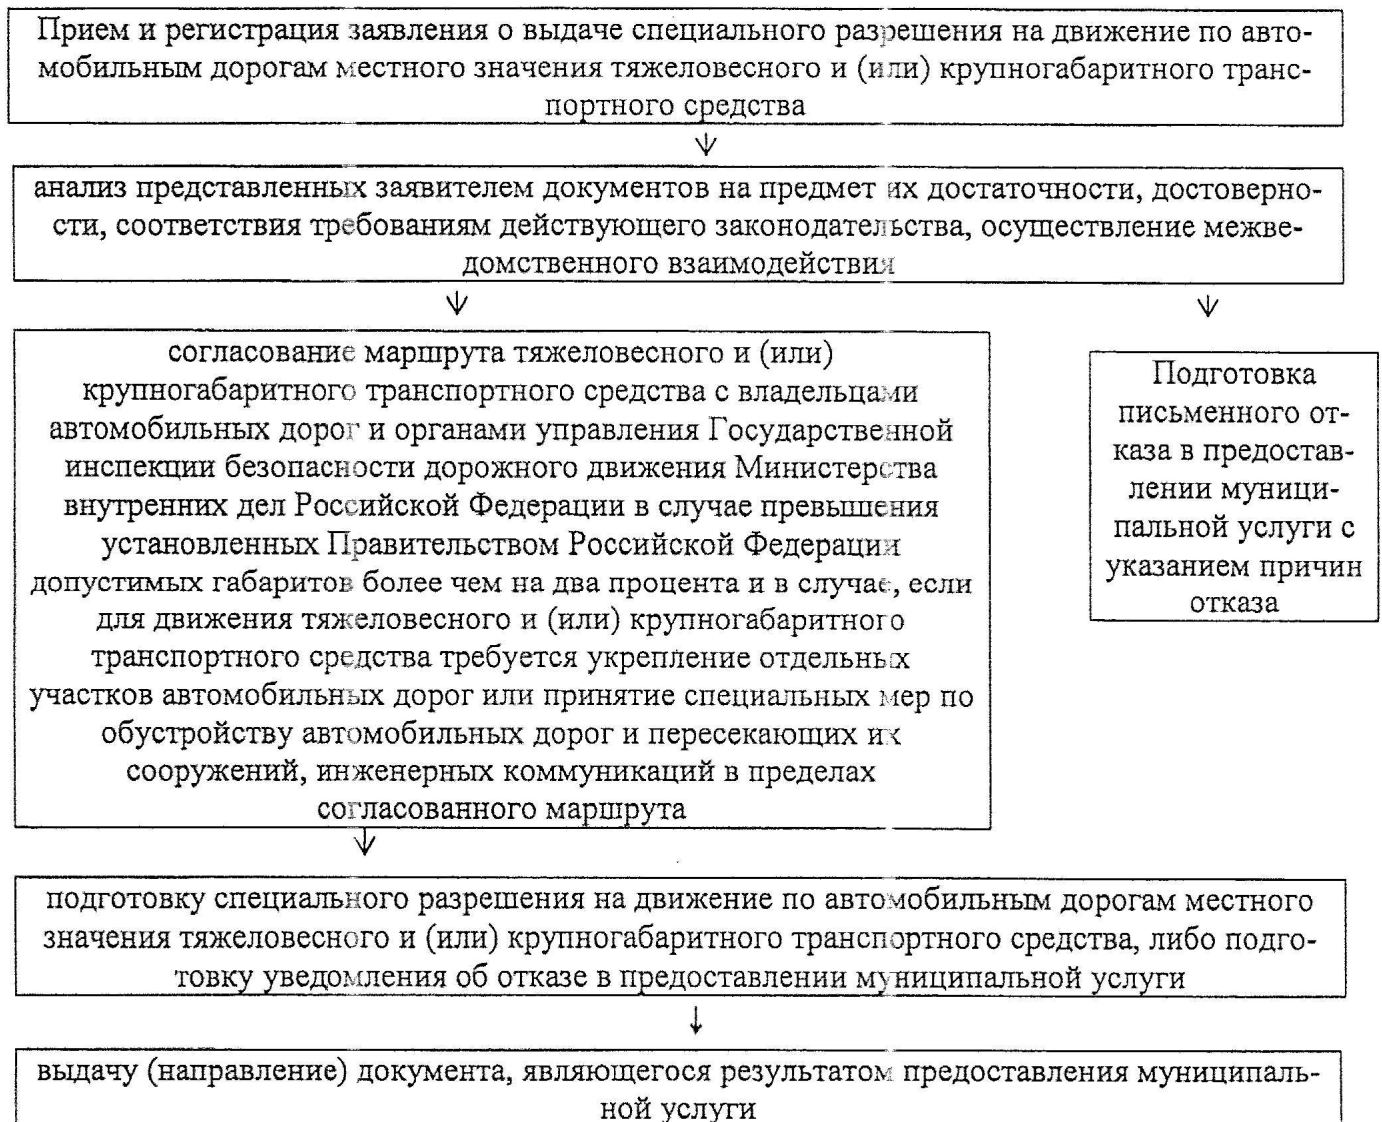 Прием и регистрация заявления о выдаче специального разрешения на движение по авто-
мобильным дорогам местного значения тяжеловесного и (или) крупногабаритного транс-
портного средства
анализ представленных заявителем документов на предмет их достаточности, достоверно-
сти, соответствия требованиям действующего законодательства, осуществление межве-
домственного взаимодействия
согласование маршрута тяжеловесного и (или)
крупногабаритного транспортного средства с владельцами
автомобильных дорог и органами управления Государственной
инспекции безопасности дорожного движения Министерства
внутренних дел Российской Федерации в случае превышения
установленных Правительством Российской Федерации
допустимых габаритов более чем на два процента и в случае, если
для движения тяжеловесного и (или) крупногабаритного
транспортного средства требуется укрепление отдельных
участков автомобильных дорог или принятие специальных мер по
обустройству автомобильных дорог и пересекающих их
сооружений, инженерных коммуникаций в пределах
согласованного маршрута
Подготовка
письменного от-
каза в предостав-
лении муници-
пальной услуги с
указанием причин
отказа
подготовку специального разрешения на движение по автомобильным дорогам местного
значения тяжеловесного и (или) крупногабаритного транспортного средства, либо подго-
товку уведомления об отказе в предоставлении муниципальной услуги
выдачу (направление) документа, являющегося результатом предоставления муниципаль-
ной услуги